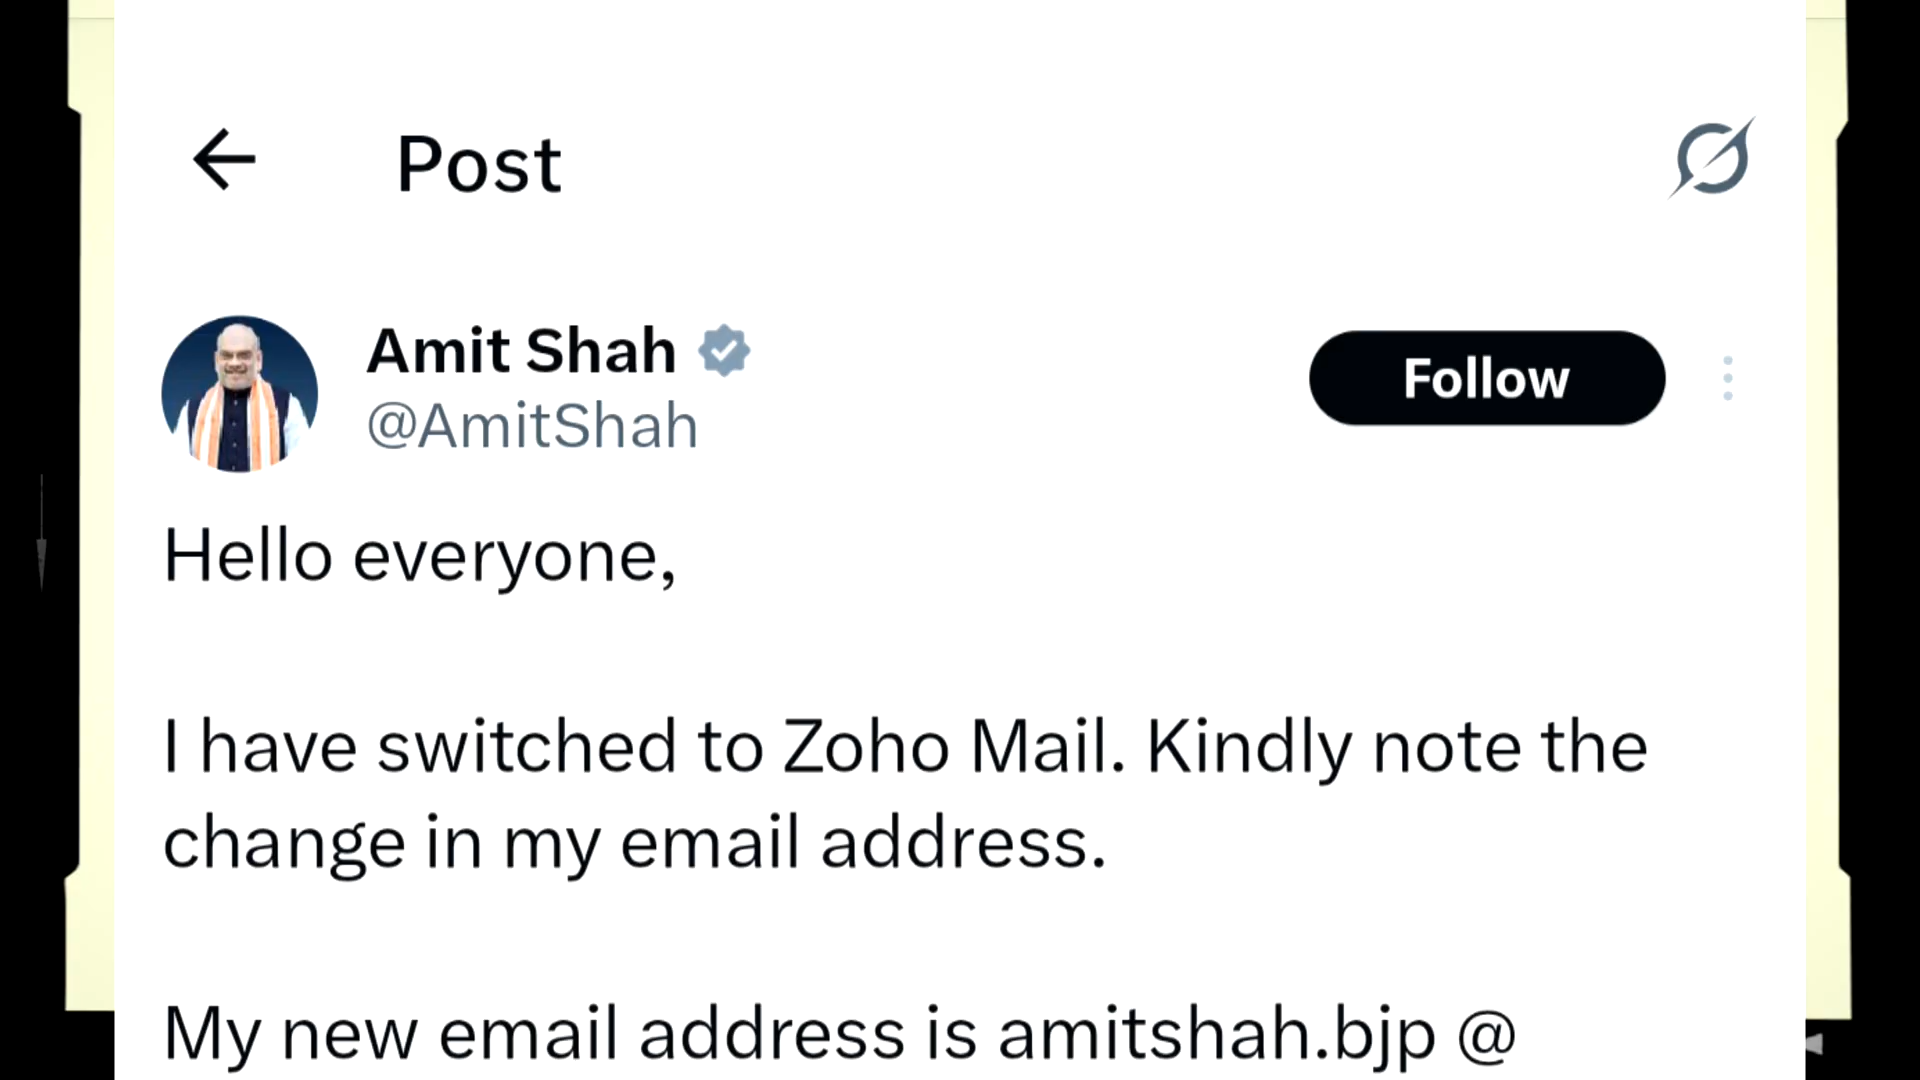 Post
Amit Shah
@AmitShah
Follow
Hello everyone,
I have switched to Zoho Mail. Kindly note the
change in my email address.
My new email address is amitshah.bjp @